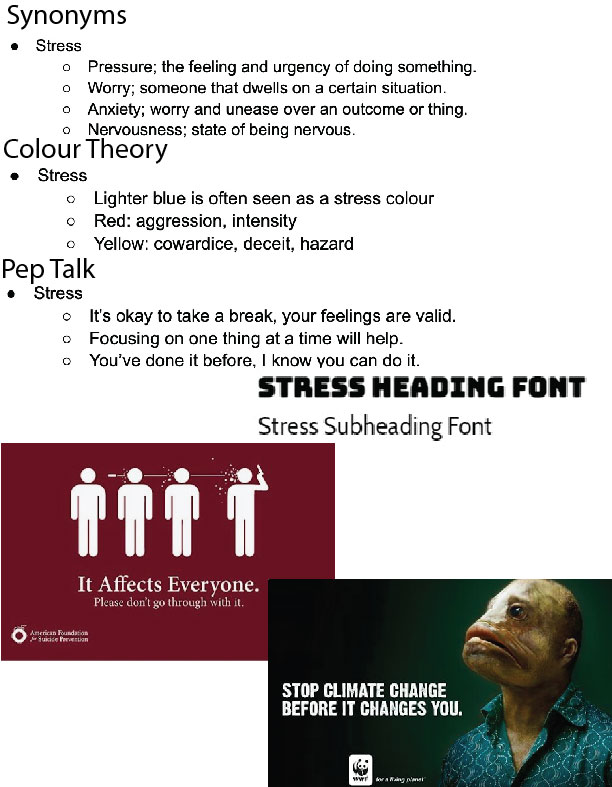 Synonyms
● Stress
○ Pressure; the feeling and urgency of doing something.
○ Worry; someone that dwells on a certain situation.
○ Anxiety; worry and unease over an outcome or thing.
○ Nervousness; state of being nervous.
Colour Theory
● Stress
○ Lighter blue is often seen as a stress colour
○ Red: aggression, intensity
○ Yellow: cowardice, deceit, hazard
Pep Talk
● Stress
○ It's okay to take a break, your feelings are valid.
○ Focusing on one thing at a time will help.
○ You've done it before, I know you can do it.
STRESS HEADING FONT
Stress Subheading Font
It Affects Everyone.
Please don't go through with it.
American Foundation
for Suicide Prevention
STOP CLIMATE CHANGE
BEFORE IT CHANGES YOU.
WWF
for a living planet